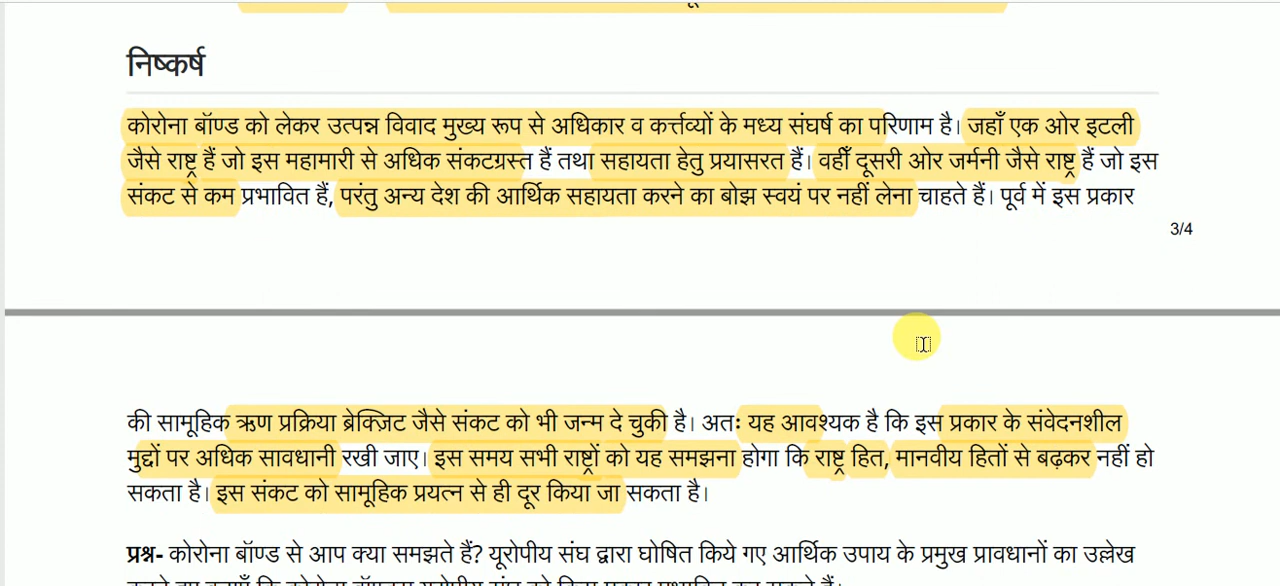 निष्कर्ष
कोरोना बॉण्ड को लेकर उत्पन्न विवाद मुख्य रूप से अधिकार व कर्त्तव्यों के मध्य संघर्ष का परिणाम है। जहाँ एक ओर इटली
जैसे राष्ट्र हैं जो इस महामारी से अधिक संकटग्रस्त हैं तथा सहायता हेतु प्रयासरत हैं। वहीँ दूसरी ओर जर्मनी जैसे राष्ट्र हैं जो इस
संकट से कम प्रभावित हैं, परंतु अन्य देश की आर्थिक सहायता करने का बोझ स्वयं पर नहीं लेना चाहते हैं। पूर्व में इस प्रकार
3/4
की सामूहिक ऋण प्रक्रिया ब्रेक्ज़िट जैसे संकट को भी जन्म दे चुकी है। अतः यह आवश्यक है कि इस प्रकार के संवेदनशील
मुद्दों पर अधिक सावधानी रखी जाए। इस समय सभी राष्ट्रों को यह समझना होगा कि राष्ट्र हित, मानवीय हितों से बढ़कर नहीं हो
सकता है। इस संकट को सामूहिक प्रयत्न से ही दूर किया जा सकता है।
प्रश्न- कोरोना बॉण्ड से आप क्या समझते हैं? यूरोपीय संघ द्वारा घोषित किये गए आर्थिक उपाय के प्रमुख प्रावधानों का उल्लेख